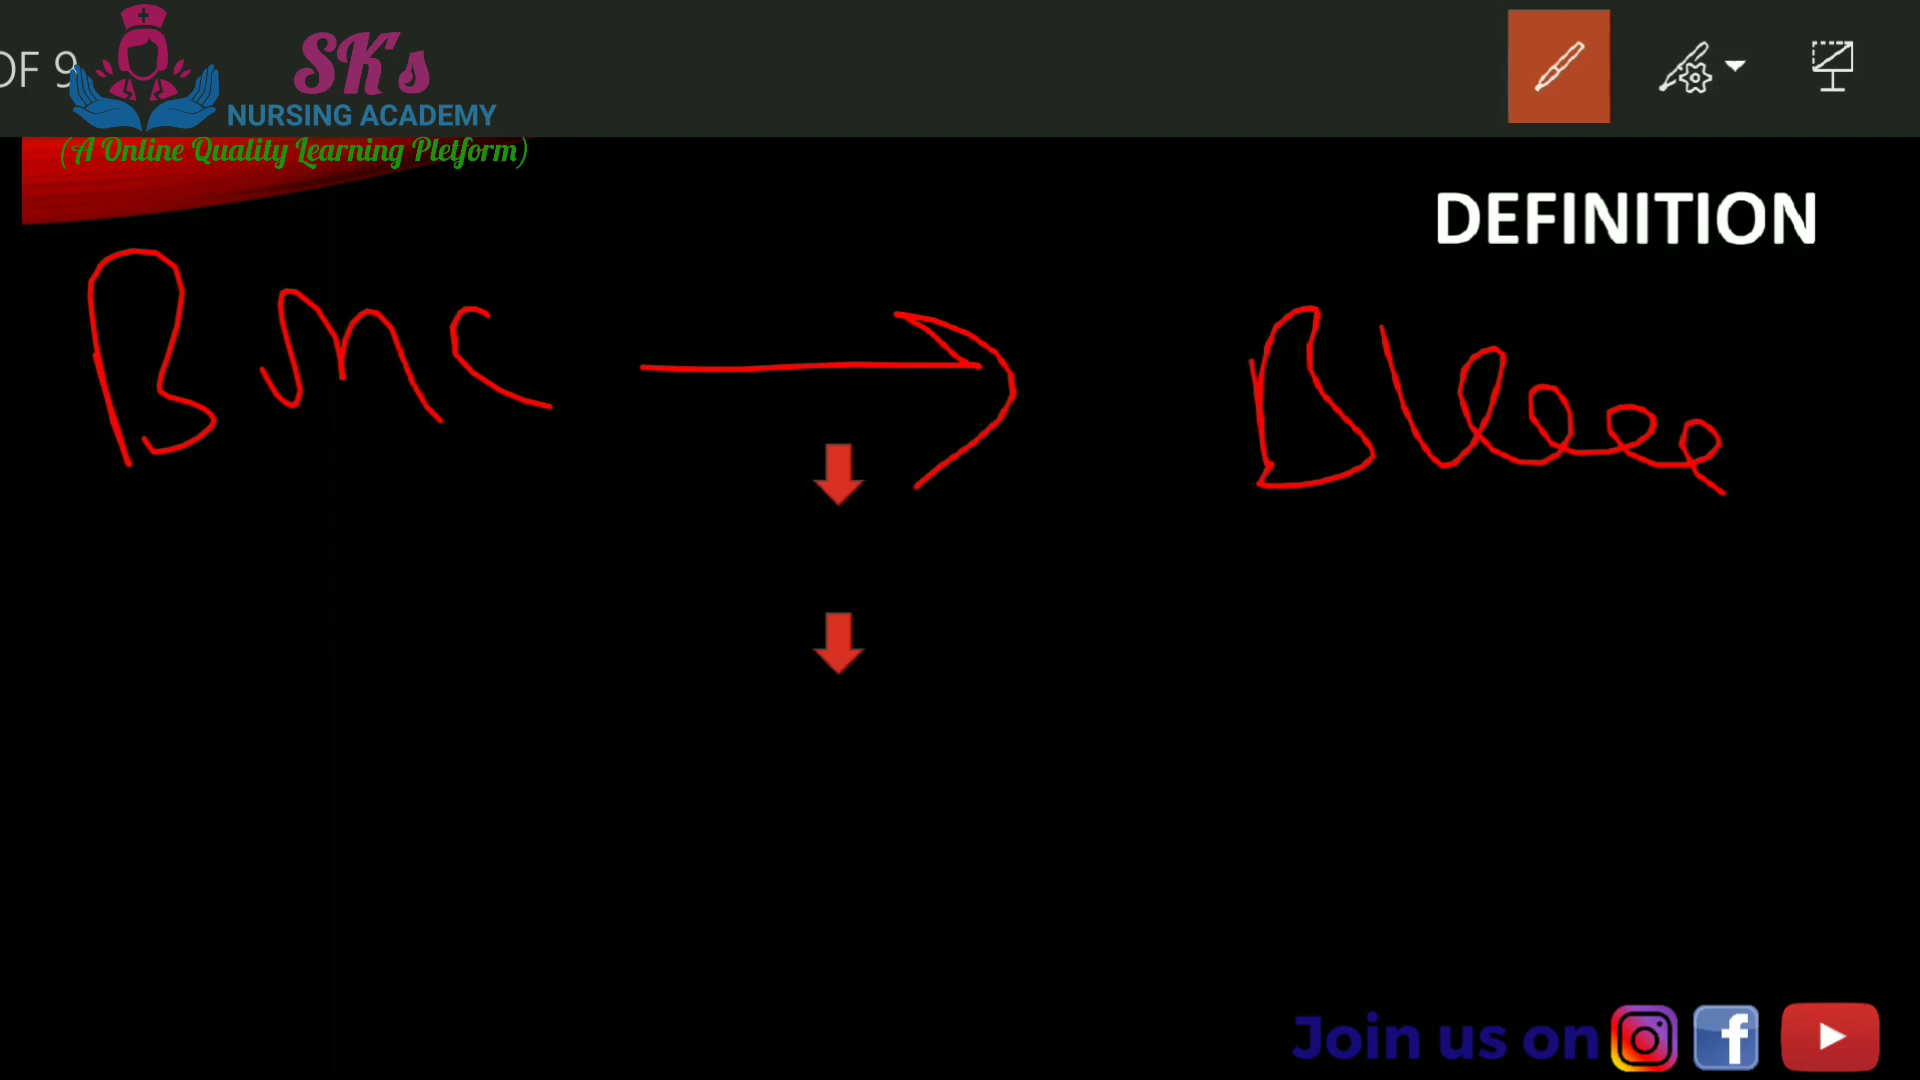 OF 9
SK's
NURSING ACADEMY
(A Online Quality Learning Pletform)
DEFINITION
BMC
Bleee
Join us on